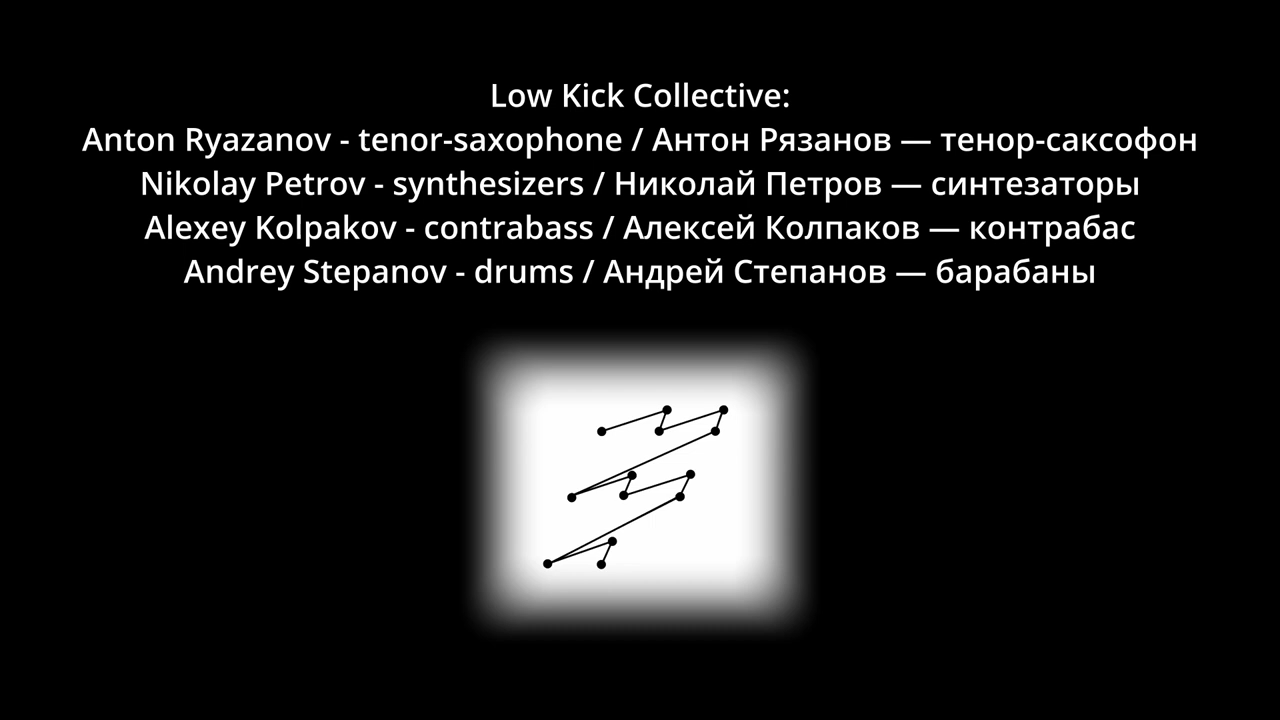 Low Kick Collective:
Anton Ryazanov - tenor-saxophone / Антон Рязанов — тенор-саксофон
Nikolay Petrov - synthesizers / Николай Петров — синтезаторы
Alexey Kolpakov - contrabass / Алексей Колпаков — контрабас
Andrey Stepanov - drums / Андрей Степанов — барабаны